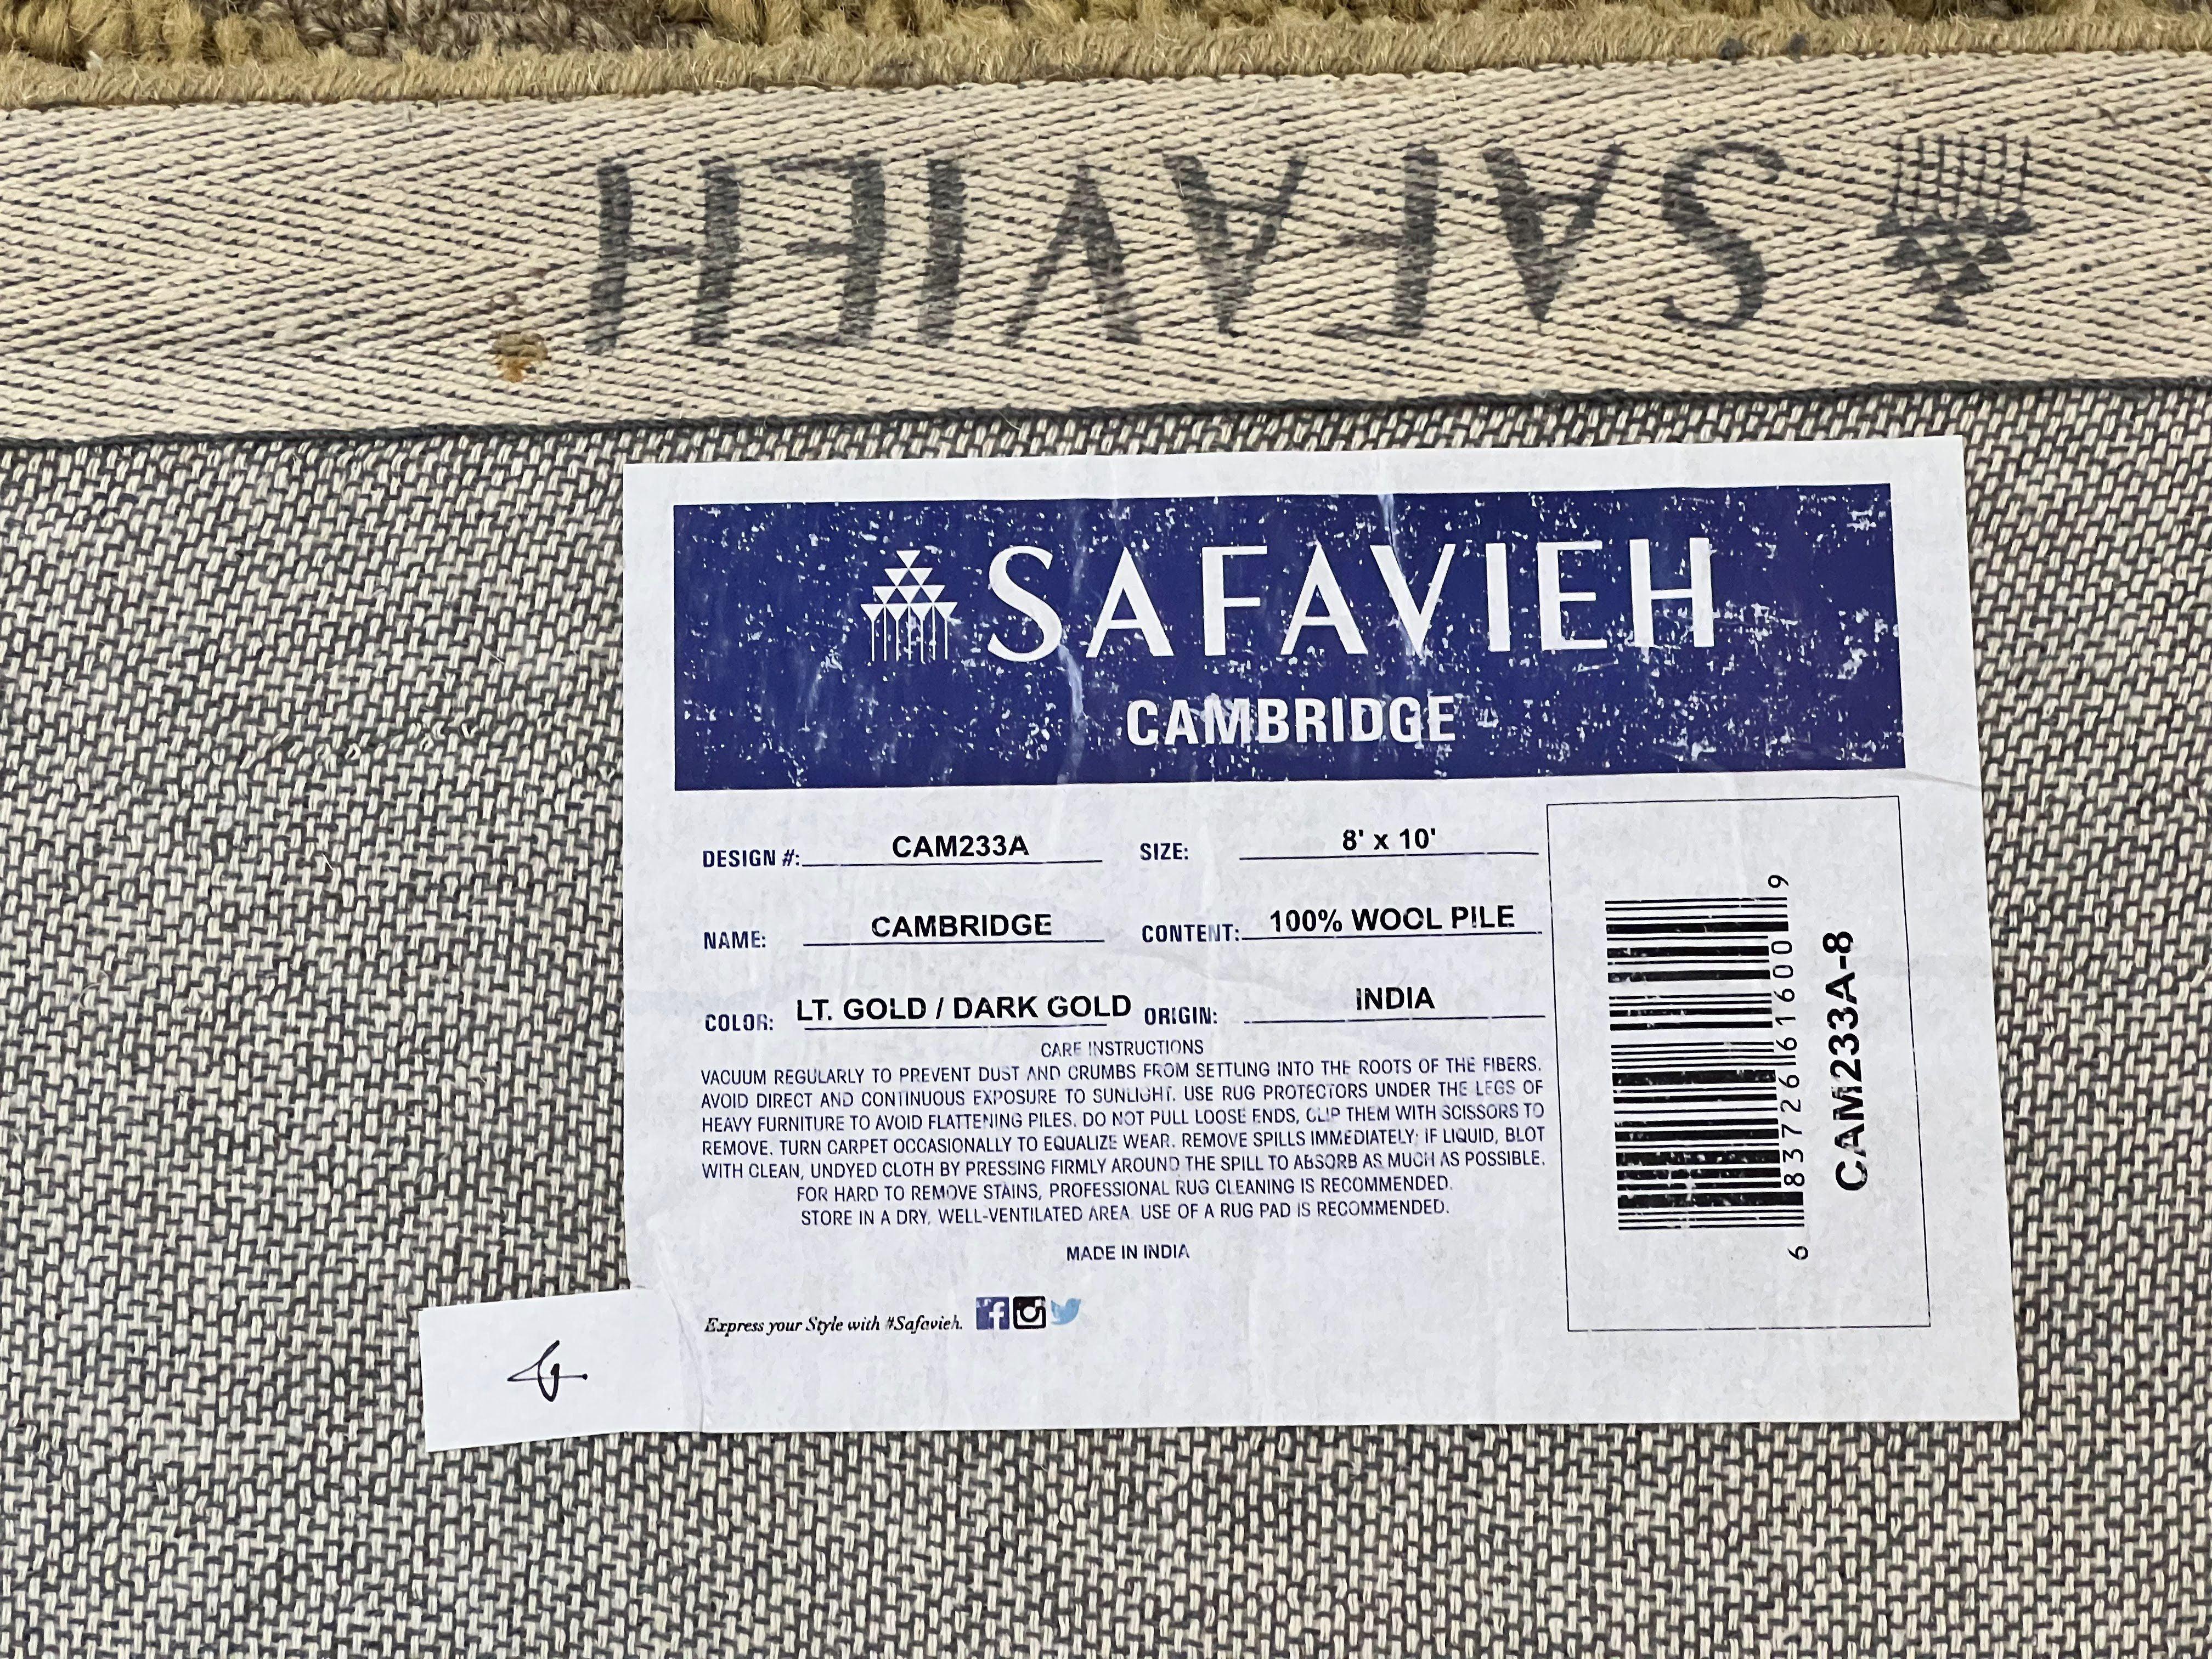 SAFAVIEH
SAFAVIEH
CAMBRIDGE
DESIGN #: CAM233A SIZE: 8' x 10'
NAME: CAMBRIDGE CONTENT: 100% WOOL PILE
COLOR: LT. GOLD / DARK GOLD ORIGIN: INDIA
CARE INSTRUCTIONS
VACUUM REGULARLY TO PREVENT DUST AND CRUMBS FROM SETTLING INTO THE ROOTS OF THE FIBERS.
AVOID DIRECT AND CONTINUOUS EXPOSURE TO SUNLIGHT. USE RUG PROTECTORS UNDER THE LEGS OF
HEAVY FURNITURE TO AVOID FLATTENING PILES. DO NOT PULL LOOSE ENDS, CLIP THEM WITH SCISSORS TO
REMOVE. TURN CARPET OCCASIONALLY TO EQUALIZE WEAR. REMOVE SPILLS IMMEDIATELY; IF LIQUID, BLOT
WITH CLEAN, UNDYED CLOTH BY PRESSING FIRMLY AROUND THE SPILL TO ABSORB AS MUCH AS POSSIBLE.
FOR HARD TO REMOVE STAINS, PROFESSIONAL RUG CLEANING IS RECOMMENDED.
STORE IN A DRY, WELL-VENTILATED AREA. USE OF A RUG PAD IS RECOMMENDED.
MADE IN INDIA
Express your Style with #Safavieh.
6 83726 61600 9
CAM233A-8